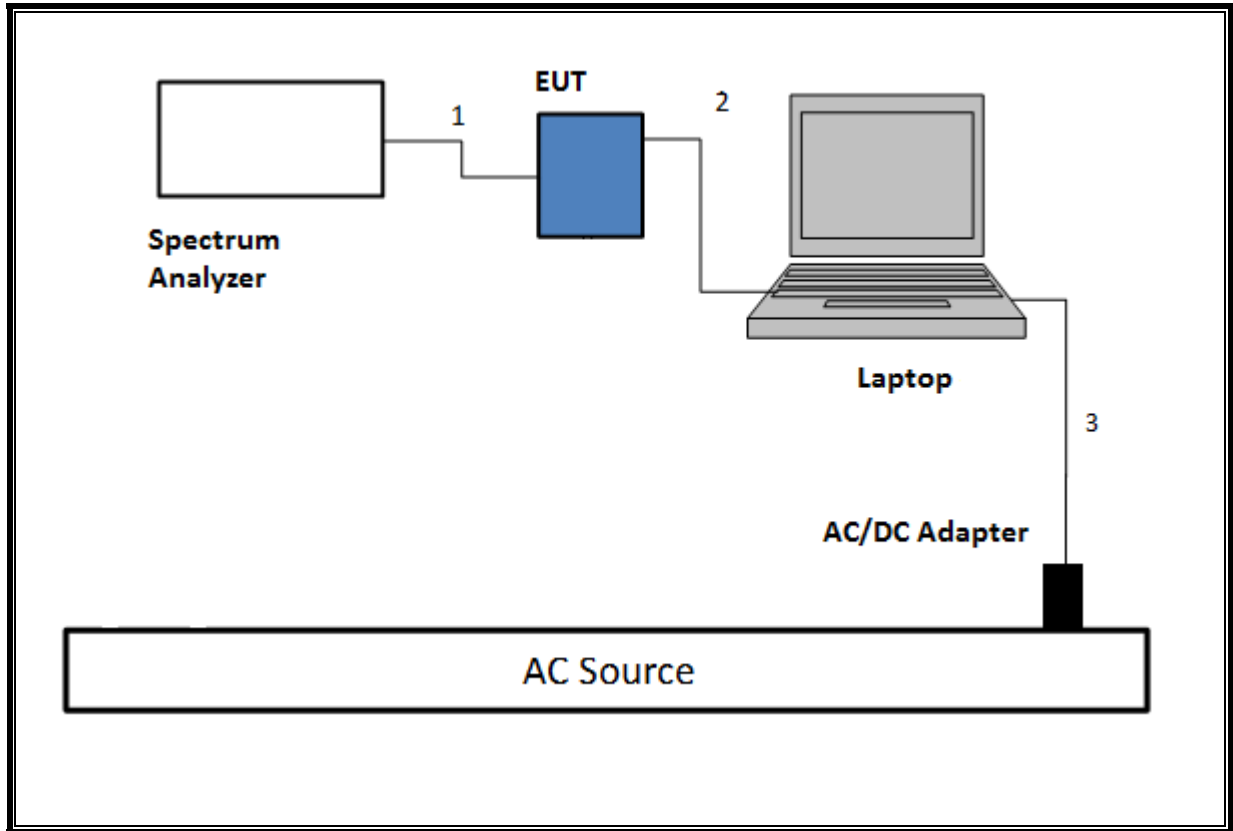 EUT
1
2
Spectrum
Analyzer
Laptop
3
AC/DC Adapter
AC Source